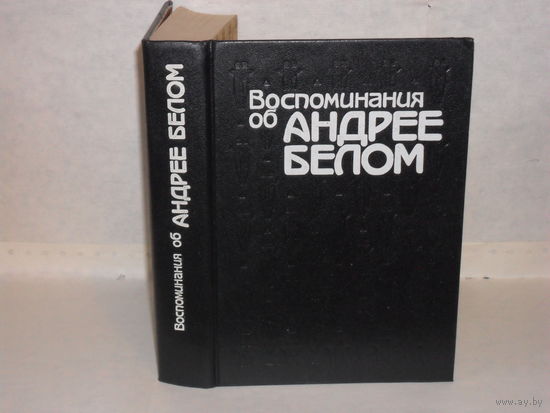 Воспоминания об АНДРЕЕ БЕЛОМ
Воспоминания
об АНДРЕЕ
БЕЛОМ
www.ay.by